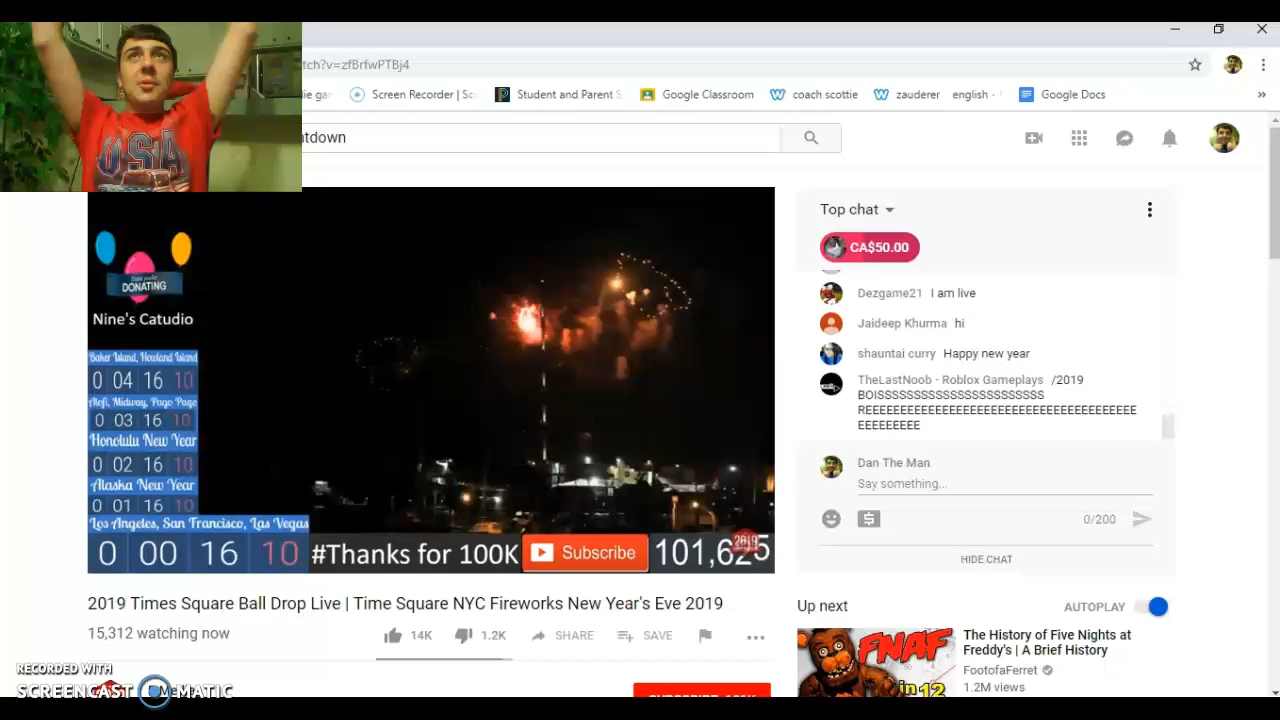 tch?v=zfBrfwPTBj4
Screen Recorder | Sc
Student and Parent S
Google Classroom
coach scottie
zauderer
english -
Google Docs
»
ntdown
USA
DONATING
Nine's Catudio
Baker Island, Howland Island
0 04 16 10
Alofi, Midway, Pago Pago
0 03 16 10
Honolulu New Year
0 02 16 10
Alaska New Year
0 01 16 10
Los Angeles, San Francisco, Las Vegas
0 00 16 10
#Thanks for 100K
Subscribe
2019
2019 Times Square Ball Drop Live | Time Square NYC Fireworks New Year's Eve 2019
15,312 watching now
14K
1.2K
SHARE
SAVE
RECORDED WITH
SCREENCAST MATIC
Top chat
CA$50.00
Dezgame21 I am live
Jaideep Khurma hi
shauntai curry Happy new year
TheLastNoob - Roblox Gameplays /2019
BOISSSSSSSSSSSSSSSSSSSSSSS
REEEEEEEEEEEEEEEEEEEEEEEEEEEEEEEEEEEEEEE
EEEEEEEEE
Dan The Man
Say something...
0/200
HIDE CHAT
Up next
AUTOPLAY
FNAF
in 12
The History of Five Nights at
Freddy's | A Brief History
FootofaFerret
1.2M views